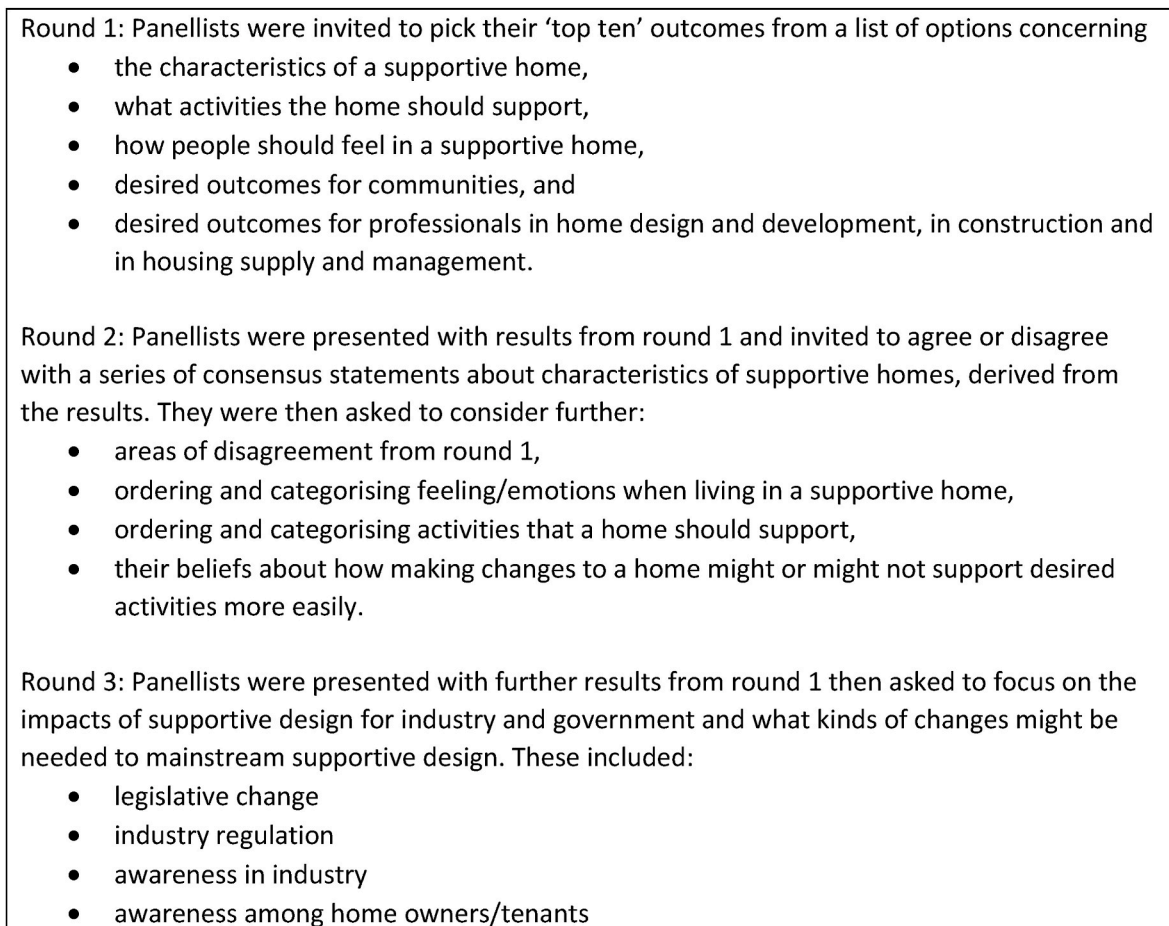 Round 1: Panellists were invited to pick their ‘top ten’ outcomes from a list of options concerning
• the characteristics of a supportive home,
• what activities the home should support,
• how people should feel in a supportive home,
• desired outcomes for communities, and
• desired outcomes for professionals in home design and development, in construction and
in housing supply and management.
Round 2: Panellists were presented with results from round 1 and invited to agree or disagree
with a series of consensus statements about characteristics of supportive homes, derived from
the results. They were then asked to consider further:
• areas of disagreement from round 1,
• ordering and categorising feeling/emotions when living in a supportive home,
• ordering and categorising activities that a home should support,
• their beliefs about how making changes to a home might or might not support desired
activities more easily.
Round 3: Panellists were presented with further results from round 1 then asked to focus on the
impacts of supportive design for industry and government and what kinds of changes might be
needed to mainstream supportive design. These included:
• legislative change
• industry regulation
• awareness in industry
• awareness among home owners/tenants